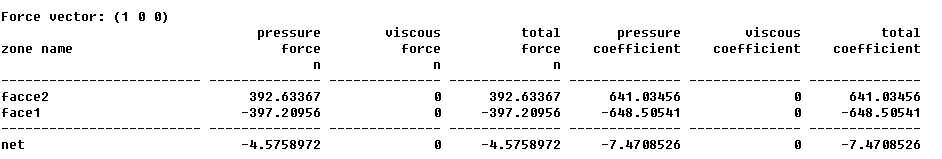 Force vector: (1 0 0)
pressure viscous total pressure viscous total
zone name force force force coefficient coefficient coefficient
n n n
------------------------- -------------- -------------- -------------- -------------- -------------- --------------
facce2 392.63367 0 392.63367 641.03456 0 641.03456
face1 -397.20956 0 -397.20956 -648.50541 0 -648.50541
------------------------- -------------- -------------- -------------- -------------- -------------- --------------
net -4.5758972 0 -4.5758972 -7.4708526 0 -7.4708526